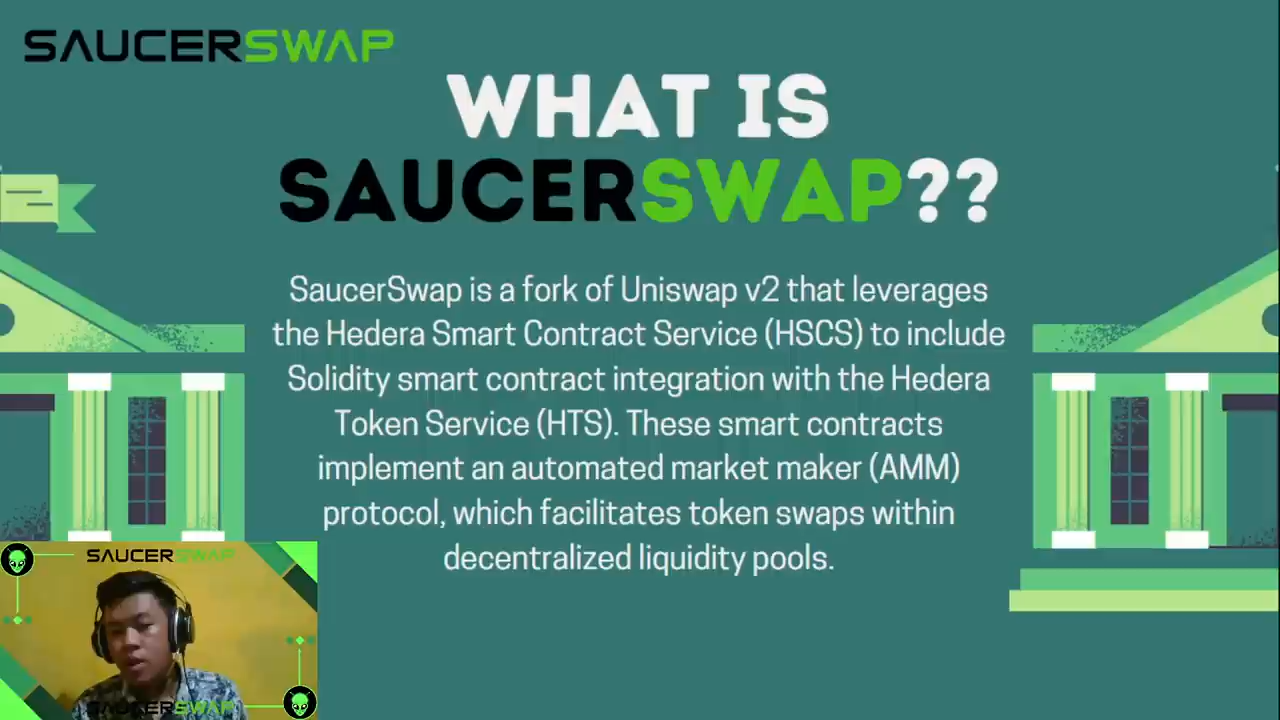 SAUCERSWAP
WHAT IS
SAUCERSWAP??
SaucerSwap is a fork of Uniswap v2 that leverages
the Hedera Smart Contract Service (HSCS) to include
Solidity smart contract integration with the Hedera
Token Service (HTS). These smart contracts
implement an automated market maker (AMM)
protocol, which facilitates token swaps within
decentralized liquidity pools.
SAUCERSWAP
SAUCERSWAP